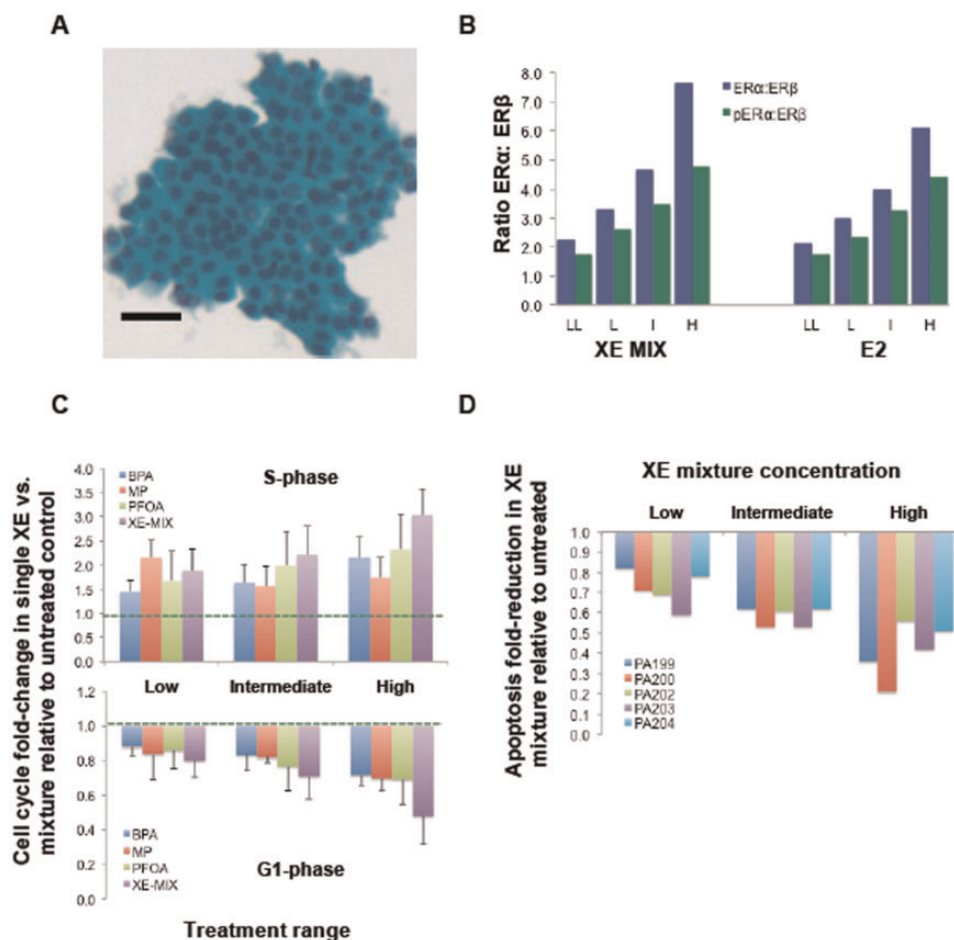 A
B
8.0
7.0
6.0
5.0
4.0
3.0
2.0
1.0
0.0
Ratio ERα: ERβ
ERα:ERβ
pERα:ERβ
LL L I H LL L I H
XE MIX E2
C
Cell cycle fold-change in single XE vs.
mixture relative to untreated control
4.0
3.5
3.0
2.5
2.0
1.5
1.0
0.5
0.0
BPA
MP
PFOA
XE-MIX
S-phase
Low Intermediate High
1.2
1.0
0.8
0.6
0.4
0.2
0.0
BPA
MP
PFOA
XE-MIX
G1-phase
Treatment range
D
XE mixture concentration
Low Intermediate High
Apoptosis fold-reduction in XE
mixture relative to untreated
1
0.9
0.8
0.7
0.6
0.5
0.4
0.3
0.2
0.1
0
PA199
PA200
PA202
PA203
PA204